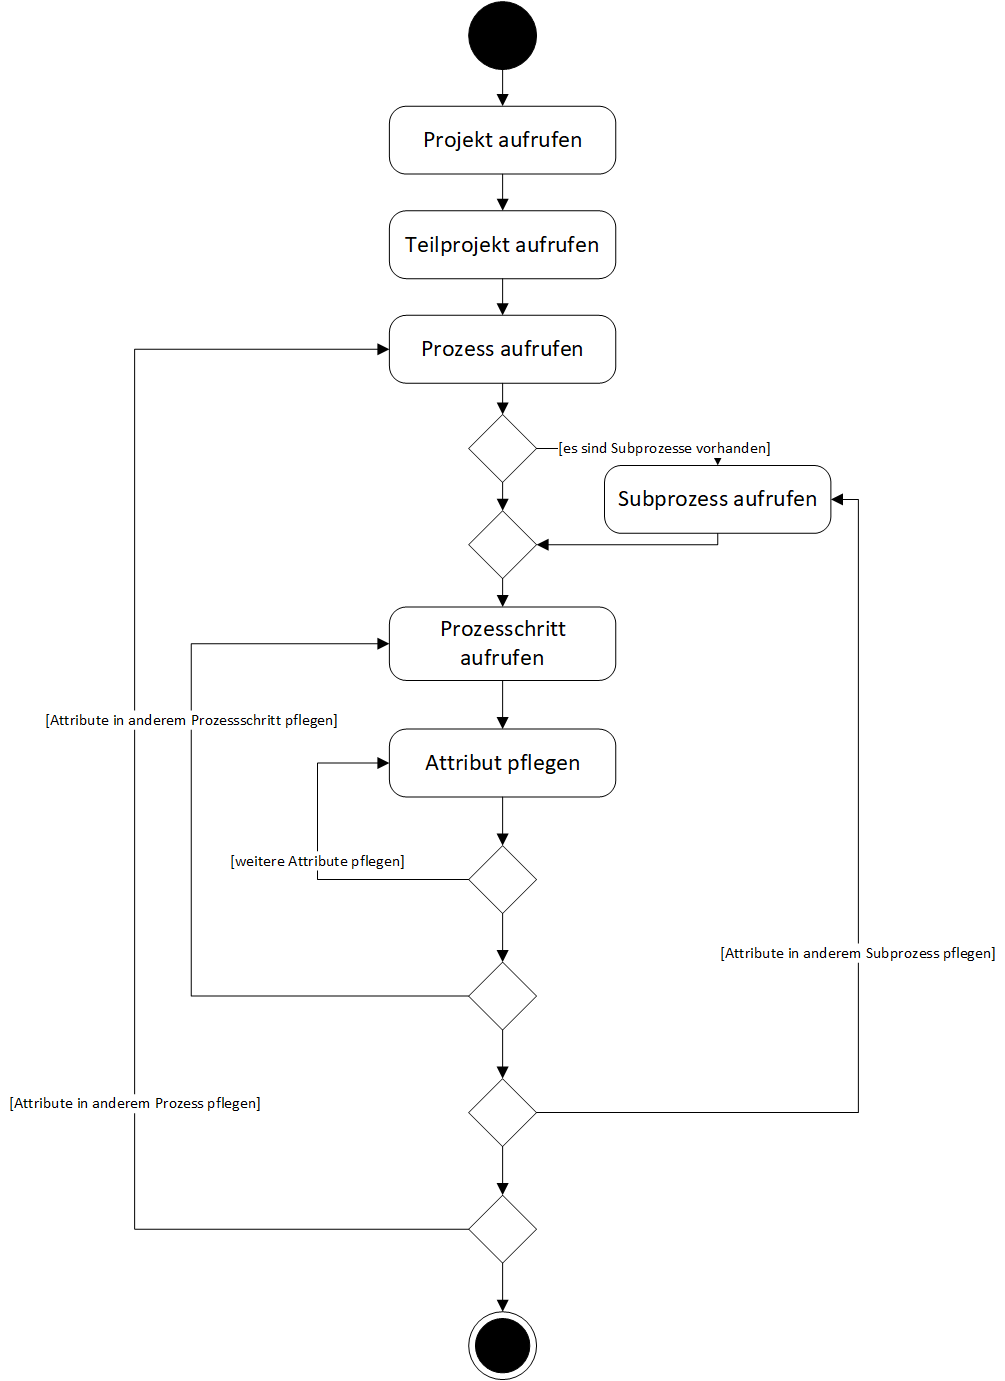 Projekt aufrufen
Teilprojekt aufrufen
Prozess aufrufen
[es sind Subprozesse vorhanden]
Subprozess aufrufen
Prozesschritt
aufrufen
[Attribute in anderem Prozessschritt pflegen]
Attribut pflegen
[weitere Attribute pflegen]
[Attribute in anderem Subprozess pflegen]
[Attribute in anderem Prozess pflegen]